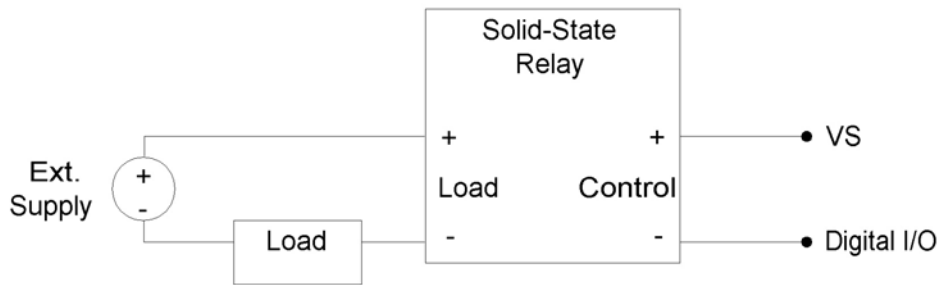 Solid-State
Relay
+
+
VS
Ext.
Supply
+
-
Load
Control
Load
-
-
Digital I/O